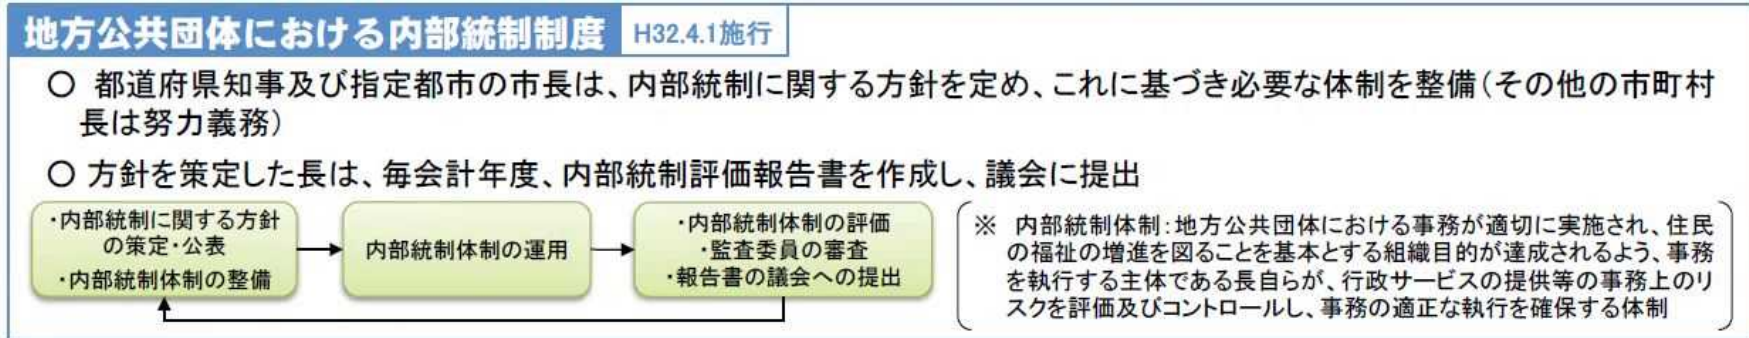 地方公共団体における内部統制制度 H32.4.1施行
○ 都道府県知事及び指定都市の市長は、内部統制に関する方針を定め、これに基づき必要な体制を整備(その他の市町村
長は努力義務)
○ 方針を策定した長は、毎会計年度、内部統制評価報告書を作成し、議会に提出
・内部統制に関する方針
の策定・公表
・内部統制体制の整備
内部統制体制の運用
・内部統制体制の評価
・監査委員の審査
・報告書の議会への提出
※ 内部統制体制:地方公共団体における事務が適切に実施され、住民
の福祉の増進を図ることを基本とする組織目的が達成されるよう、事務
を執行する主体である長自らが、行政サービスの提供等の事務上のリ
スクを評価及びコントロールし、事務の適正な執行を確保する体制